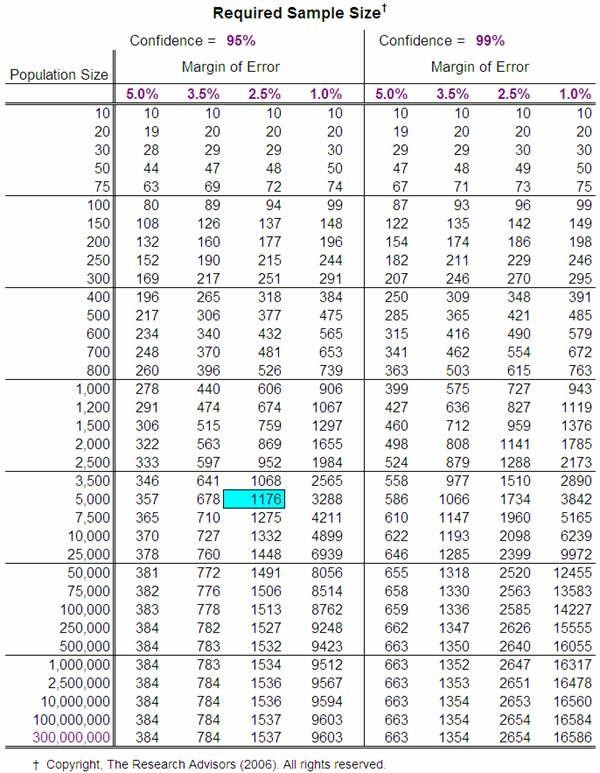 Required Sample Size†
Confidence = 95% Confidence = 99%
Population Size Margin of Error Margin of Error
5.0% 3.5% 2.5% 1.0% 5.0% 3.5% 2.5% 1.0%
10 10 10 10 10 10 10 10 10
20 19 20 20 20 19 20 20 20
30 28 29 29 30 29 29 30 30
50 44 47 48 50 47 48 49 50
75 63 69 72 74 67 71 73 75
100 80 89 94 99 87 93 96 99
150 108 126 137 148 122 135 142 149
200 132 160 177 196 154 174 186 198
250 152 190 215 244 182 211 229 246
300 169 217 251 291 207 246 270 295
400 196 265 318 384 250 309 348 391
500 217 306 377 475 285 365 421 485
600 234 340 432 565 315 416 490 579
700 248 370 481 653 341 462 554 672
800 260 396 526 739 363 503 615 763
1,000 278 440 606 906 399 575 727 943
1,200 291 474 674 1067 427 636 827 1119
1,500 306 515 759 1297 460 712 959 1376
2,000 322 563 869 1655 498 808 1141 1785
2,500 333 597 952 1984 524 879 1288 2173
3,500 346 641 1068 2565 558 977 1510 2890
5,000 357 678 1176 3288 586 1066 1734 3842
7,500 365 710 1275 4211 610 1147 1960 5165
10,000 370 727 1332 4899 622 1193 2098 6239
25,000 378 760 1448 6939 646 1285 2399 9972
50,000 381 772 1491 8056 655 1318 2520 12455
75,000 382 776 1506 8514 658 1330 2563 13583
100,000 383 778 1513 8762 659 1336 2585 14227
250,000 384 782 1527 9248 662 1347 2626 15555
500,000 384 783 1532 9423 663 1350 2640 16055
1,000,000 384 783 1534 9512 663 1352 2647 16317
2,500,000 384 784 1536 9567 663 1353 2651 16478
10,000,000 384 784 1536 9594 663 1354 2653 16560
100,000,000 384 784 1537 9603 663 1354 2654 16584
300,000,000 384 784 1537 9603 663 1354 2654 16586
† Copyright, The Research Advisors (2006). All rights reserved.